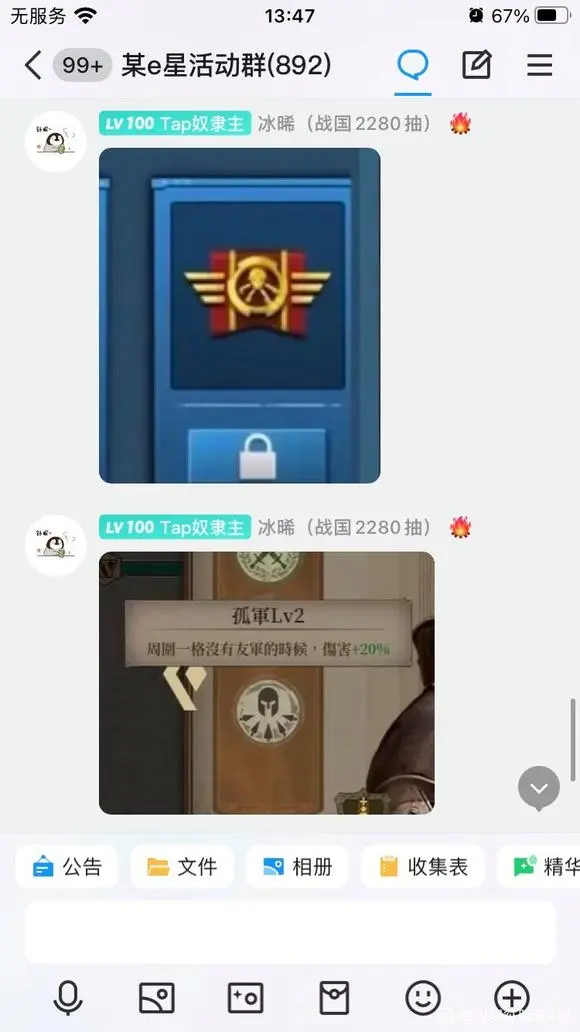 无服务
13:47
67%
99+
某e星活动群(892)
LV100 Tap奴隶主 冰晞（战国2280抽）
LV100 Tap奴隶主 冰晞（战国2280抽）
孤軍Lv2
周圍一格沒有友軍的時候，傷害+20%
公告
文件
相册
收集表
精华